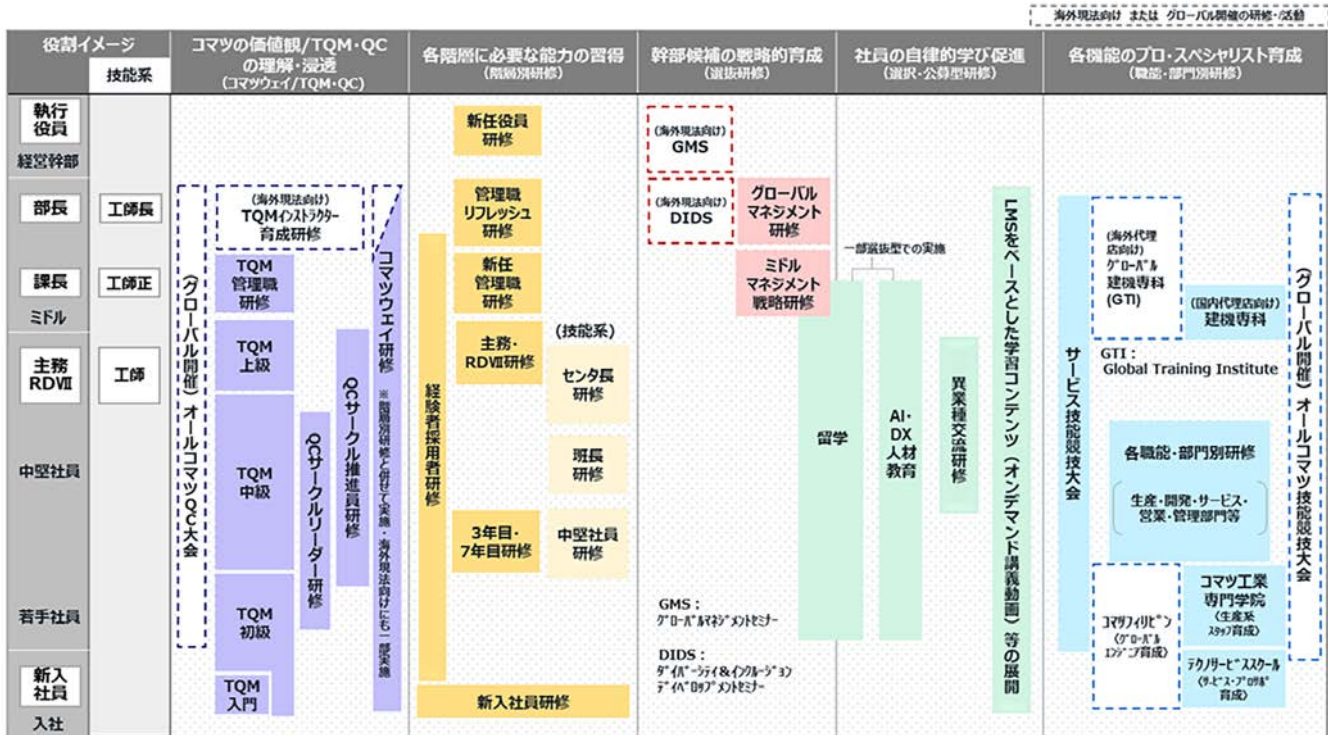 海外現法向け または グローバル開催の研修・活動
役割イメージ
技能系
コマツの価値観/TQM・QC
の理解・浸透
(コマツウェイ/TQM・QC)
各階層に必要な能力の習得
(階層別研修)
幹部候補の戦略的育成
(選抜研修)
社員の自律的学び促進
(選択・公募型研修)
各機能のプロ・スペシャリスト育成
(職能・部門別研修)
執行
役員
経営幹部
部長
工師長
課長
工師正
ミドル
主務
RDⅦ
工師
中堅社員
若手社員
新入
社員
入社
(グローバル開催)オールコマツQC大会
(海外現法向け)
TQMインストラクター
育成研修
TQM
管理職
研修
TQM
上級
TQM
中級
TQM
初級
TQM
入門
QCサークルリーダー研修
QCサークル推進員研修
コマツウェイ研修 ※階層別研修と併せて実施・海外現法向けにも一部実施
経験者採用者研修
新任役員
研修
管理職
リフレッシュ
研修
新任
管理職
研修
主務・
RDⅦ研修
3年目・
7年目研修
(技能系)
センタ長
研修
班長
研修
中堅社員
研修
新入社員研修
(海外現法向け)
GMS
(海外現法向け)
DIDS
グローバル
マネジメント
研修
ミドル
マネジメント
戦略研修
GMS:
グローバルマネジメントセミナー
DIDS:
ダイバーシティ&インクルージョン
ディベロップメントセミナー
一部選抜型での実施
留学
AI・
DX
人材
教育
異業種交流研修
LMSをベースとした学習コンテンツ(オンデマンド講義動画)等の展開
サービス技能競技大会
(海外代理
店向け)
グローバル
建機専科
(GTI)
(国内代理店向け)
建機専科
GTI:
Global Training Institute
各職能・部門別研修
生産・開発・サービス・
営業・管理部門等
コマツフィリピン
(グローバル
エンジニア育成)
コマツ工業
専門学院
(生産系
スタッフ育成)
テクノサービススクール
(サービス・プロサポ
育成)
(グローバル開催)オールコマツ技能競技大会